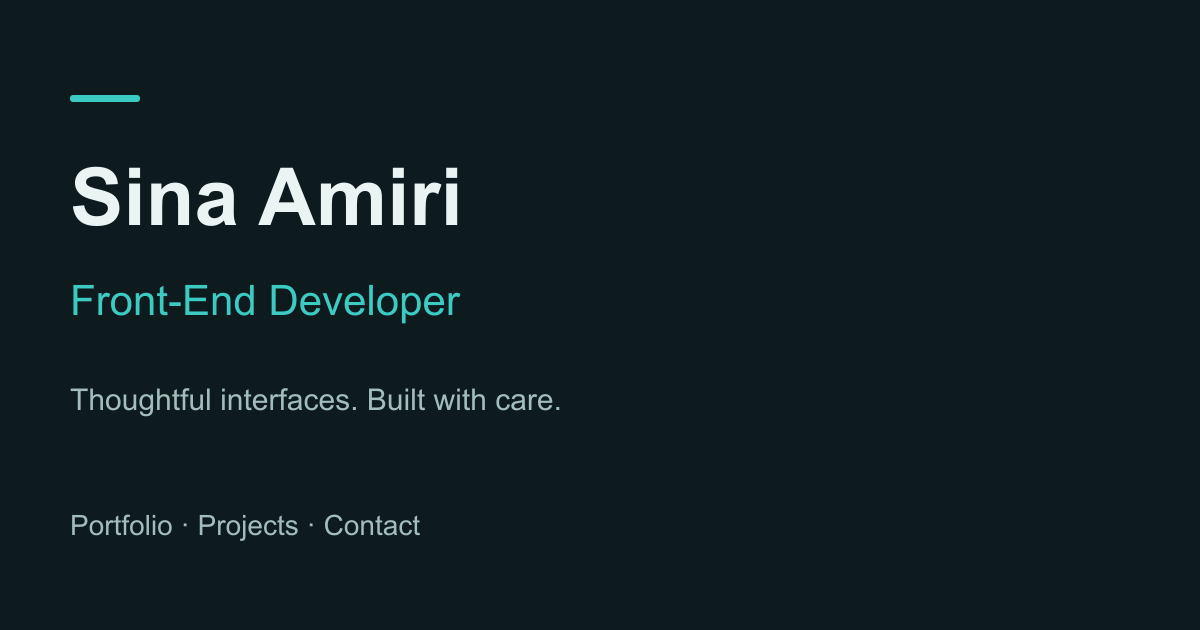 Sina Amiri
Front-End Developer
Thoughtful interfaces. Built with care.
Portfolio · Projects · Contact